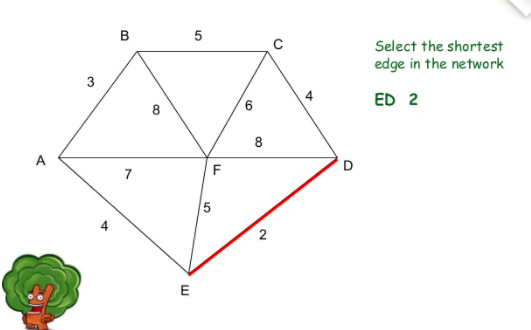 B 5 C
Select the shortest
edge in the network
3
8 6 4
ED 2
8
A F D
7
5
4 2
E